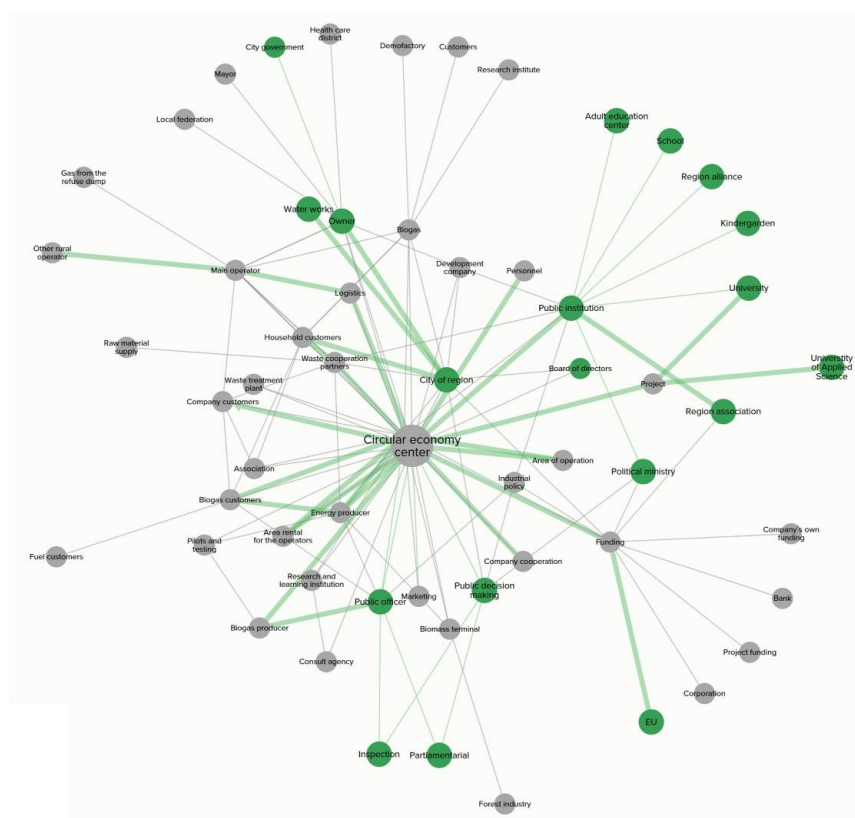 Health care
district
City government
Demofactory
Customers
Research institute
Mayor
Local federation
Adult education
center
School
Region alliance
Gas from the
refuse dump
Water works
Owner
Biogas
Kindergarden
Other rural
operator
Main operator
Development
company
Personnel
Logistics
Public institution
University
Household customers
Raw material
supply
Waste cooperation
partners
City of region
Board of directors
Project
Universtity
of Applied
Science
Waste treatment
plant
Company customers
Region association
Circular economy
center
Association
Area of operation
Political ministry
Industrial
policy
Biogas customers
Energy producer
Area rental
for the operators
Pilots and
testing
Funding
Company's own
funding
Fuel customers
Company cooperation
Research and
learning institution
Public officer
Marketing
Public decision
making
Bank
Biogas producer
Biomass terminal
Consult agency
Project funding
Corporation
EU
Inspection
Partiamentarial
Forest industry